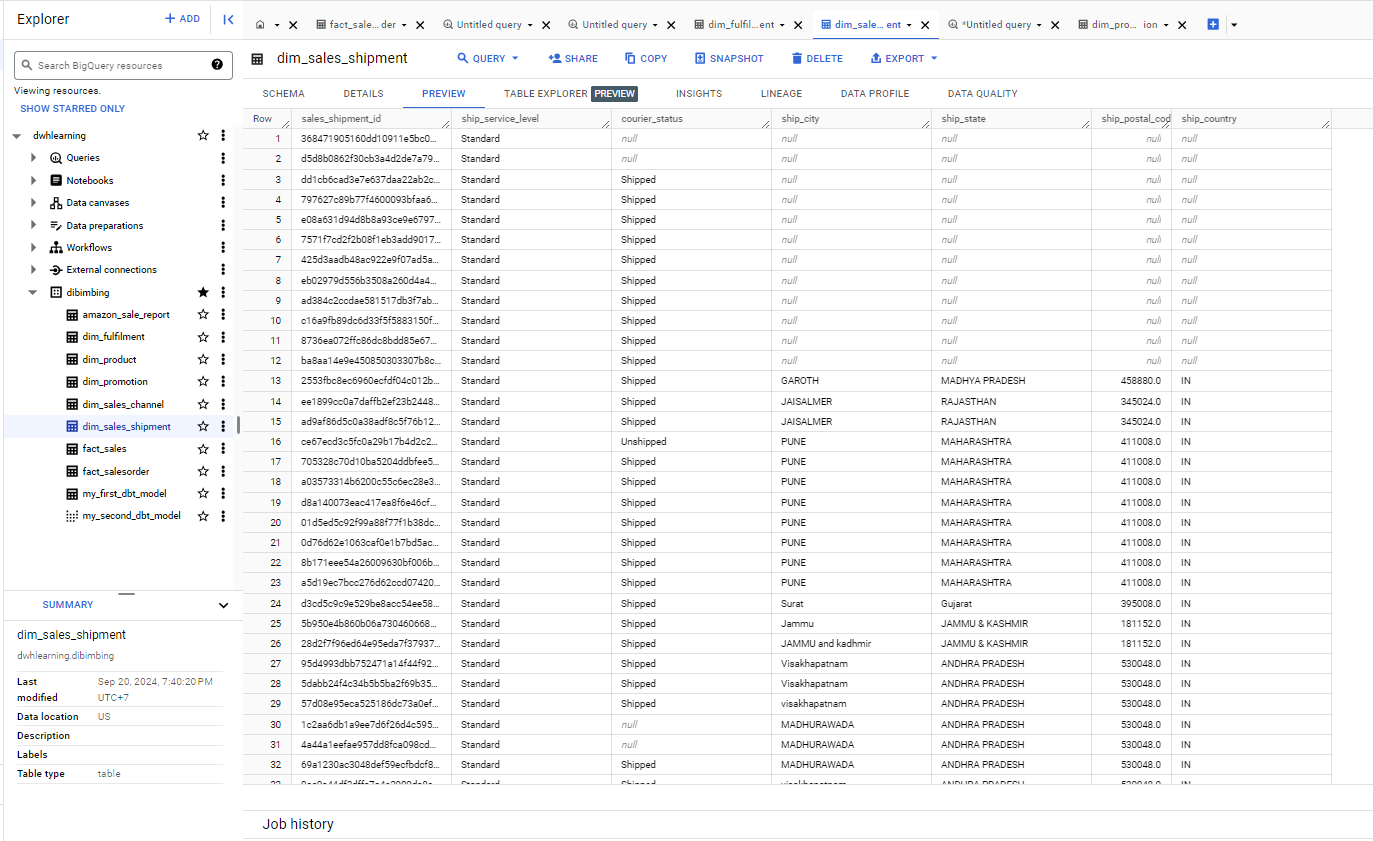 Explorer
+ ADD
fact_sale... der
Untitled query
Untitled query
dim_fulfil... ent
dim_sale... ent
*Untitled query
dim_pro... ion
Search BigQuery resources
Viewing resources.
SHOW STARRED ONLY
dwhlearning
Queries
Notebooks
Data canvases
Data preparations
Workflows
External connections
dibimbing
amazon_sale_report
dim_fulfilment
dim_product
dim_promotion
dim_sales_channel
dim_sales_shipment
fact_sales
fact_salesorder
my_first_dbt_model
my_second_dbt_model
SUMMARY
dim_sales_shipment
dwhlearning.dibimbing
Last modified Sep 20, 2024, 7:40:20 PM UTC+7
Data location US
Description
Labels
Table type table
dim_sales_shipment QUERY SHARE COPY SNAPSHOT DELETE EXPORT
SCHEMA DETAILS PREVIEW TABLE EXPLORER PREVIEW INSIGHTS LINEAGE DATA PROFILE DATA QUALITY
Row sales_shipment_id ship_service_level courier_status ship_city ship_state ship_postal_cod ship_country
1 368471905160dd10911e5bc0... Standard null null null null null
2 d5d8b0862f30cb3a4d2de7a79... Standard null null null null null
3 dd1cb6cad3e7e637daa22ab2c... Standard Shipped null null null null
4 797627c89b77f4600093bfaa6... Standard Shipped null null null null
5 e08a631d94d8b8a93ce9e6797... Standard Shipped null null null null
6 7571f7cd2f2b08f1eb3add9017... Standard Shipped null null null null
7 425d3aadb48ac922e9f07ad5a... Standard Shipped null null null null
8 eb02979d556b3508a260d4a4... Standard Shipped null null null null
9 ad384c2ccdae581517db3f7ab... Standard Shipped null null null null
10 c16a9fb89dc6d33f5f5883150f... Standard Shipped null null null null
11 8736ea072ffc86dc8bdd85e67... Standard Shipped null null null null
12 ba8aa14e9e450850303307b8c... Standard Shipped null null null null
13 2553fbc8ec6960ecfdf04c012b... Standard Shipped GAROTH MADHYA PRADESH 458880.0 IN
14 ee1899cc0a7daffb2ef23b2448... Standard Shipped JAISALMER RAJASTHAN 345024.0 IN
15 ad9af86d5c0a38adf8c5f76b12... Standard Shipped JAISALMER RAJASTHAN 345024.0 IN
16 ce67ecd3c5fc0a29b17b4d2c2... Standard Unshipped PUNE MAHARASHTRA 411008.0 IN
17 705328c70d10ba5204ddbfee5... Standard Shipped PUNE MAHARASHTRA 411008.0 IN
18 a03573314b6200c55c6ec28e3... Standard Shipped PUNE MAHARASHTRA 411008.0 IN
19 d8a140073eac417ea8f6e46cf... Standard Shipped PUNE MAHARASHTRA 411008.0 IN
20 01d5ed5c92f99a88f77f1b38dc... Standard Shipped PUNE MAHARASHTRA 411008.0 IN
21 0d76d62e1063caf0e1b7bd5ac... Standard Shipped PUNE MAHARASHTRA 411008.0 IN
22 8b171eee54a26009630bf006b... Standard Shipped PUNE MAHARASHTRA 411008.0 IN
23 a5d19ec7bcc276d62ccd07420... Standard Shipped PUNE MAHARASHTRA 411008.0 IN
24 d3cd5c9c9e529be8acc54ee58... Standard Shipped Surat Gujarat 395008.0 IN
25 5b950e4b860b06a730460668... Standard Shipped Jammu JAMMU & KASHMIR 181152.0 IN
26 28d2f7f96ed64e95eda7f37937... Standard Shipped JAMMU and kadhmir JAMMU & KASHMIR 181152.0 IN
27 95d4993dbb752471a14f44f92... Standard Shipped Visakhapatnam ANDHRA PRADESH 530048.0 IN
28 5dabb24f4c34b5b5ba2f69b35... Standard Shipped Visakhapatnam ANDHRA PRADESH 530048.0 IN
29 57d08e95eca525186dc73a0ef... Standard Shipped visakhapatnam ANDHRA PRADESH 530048.0 IN
30 1c2aa6db1a9ee7d6f26d4c595... Standard null MADHURAWADA ANDHRA PRADESH 530048.0 IN
31 4a44a1eefae957dd8fca098cd... Standard null MADHURAWADA ANDHRA PRADESH 530048.0 IN
32 69a1230ac3048def59ecfbdcf8... Standard Shipped MADHURAWADA ANDHRA PRADESH 530048.0 IN
Job history